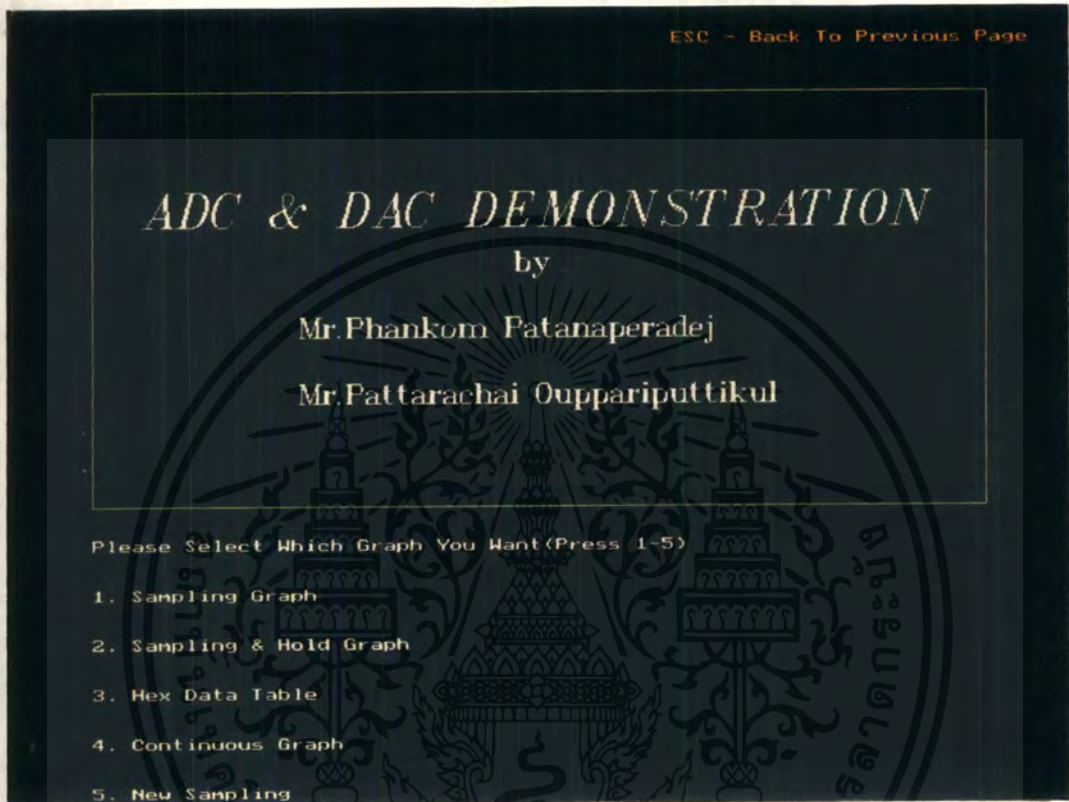 ESC - Back To Previous Page
ADC & DAC DEMONSTRATION
by
Mr.Phankom Patanaperadej
Mr.Pattarachai Ouppariputtikul
Please Select Which Graph You Want(Press 1-5)
1. Sampling Graph
2. Sampling & Hold Graph
3. Hex Data Table
4. Continuous Graph
5. New Sampling